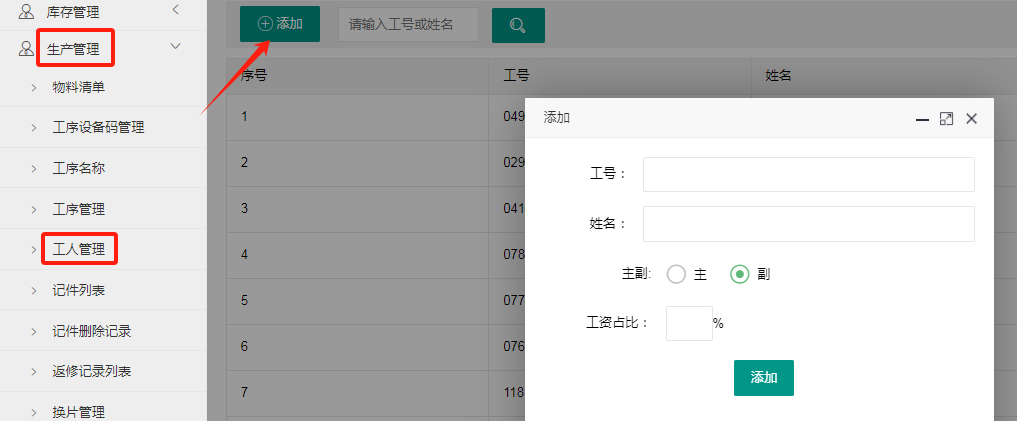 库存管理
生产管理
物料清单
工序设备码管理
工序名称
工序管理
工人管理
记件列表
记件删除记录
返修记录列表
换片管理
添加 请输入工号或姓名
序号 工号 姓名
1 049
2 029
3 041
4 078
5 077
6 076
7 118
添加
工号：
姓名：
主副: 主 副
工资占比： %
添加